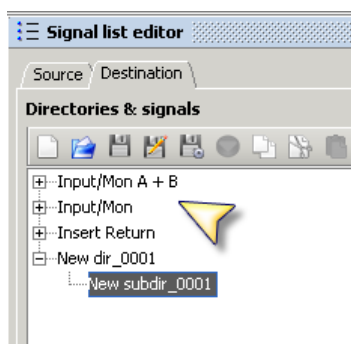 Signal list editor
Source Destination
Directories & signals
Input/Mon A + B
Input/Mon
Insert Return
New dir_0001
New subdir_0001